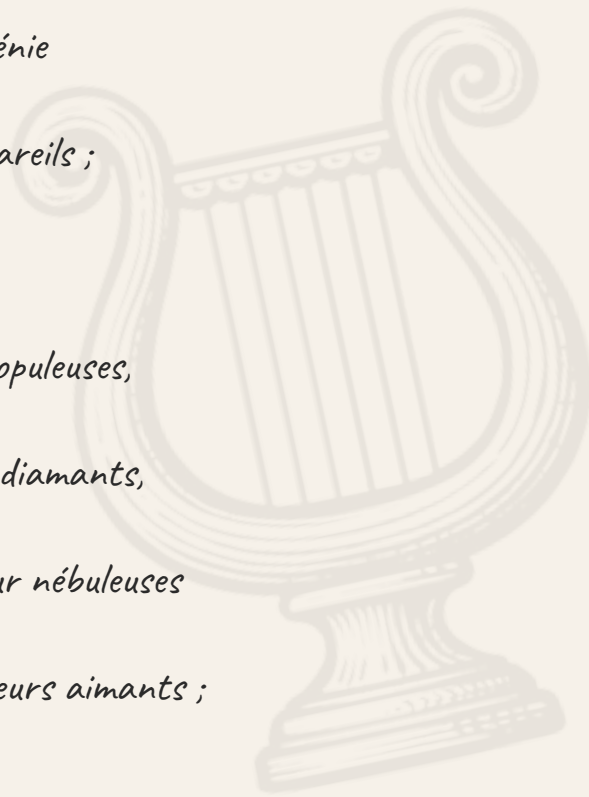 énie
areils ;
opuleuses,
diamants,
ur nébuleuses
eurs aimants ;